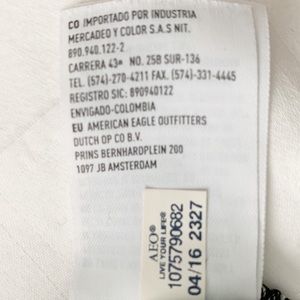 CO IMPORTADO POR INDUSTRIA
MERCADEO Y COLOR S.A.S NIT.
890.940.122-2
CARRERA 43ª NO. 25B SUR-136
TEL. (574)-270-4211 FAX. (574)-331-4445
REGISTRO SIC: 890940122
ENVIGADO-COLOMBIA
EU AMERICAN EAGLE OUTFITTERS
DUTCH OP CO B.V.
PRINS BERNHARDPLEIN 200
1097 JB AMSTERDAM
AEO®
LIVE YOUR LIFE®
1075790682
04/16 2327